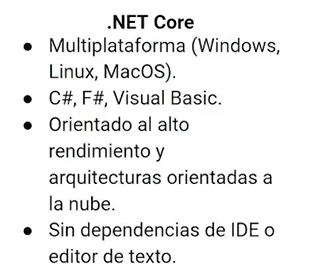 .NET Core
● Multiplataforma (Windows,
Linux, MacOS).
● C#, F#, Visual Basic.
● Orientado al alto
rendimiento y
arquitecturas orientadas a
la nube.
● Sin dependencias de IDE o
editor de texto.